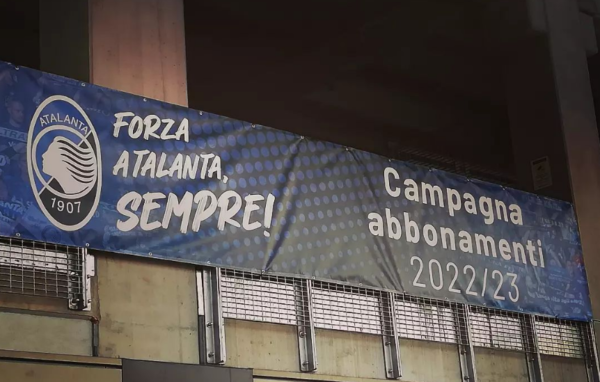 ATALANTA
1907
FORZA
ATALANTA,
SEMPRE!
Campagna
abbonamenti
2022/23